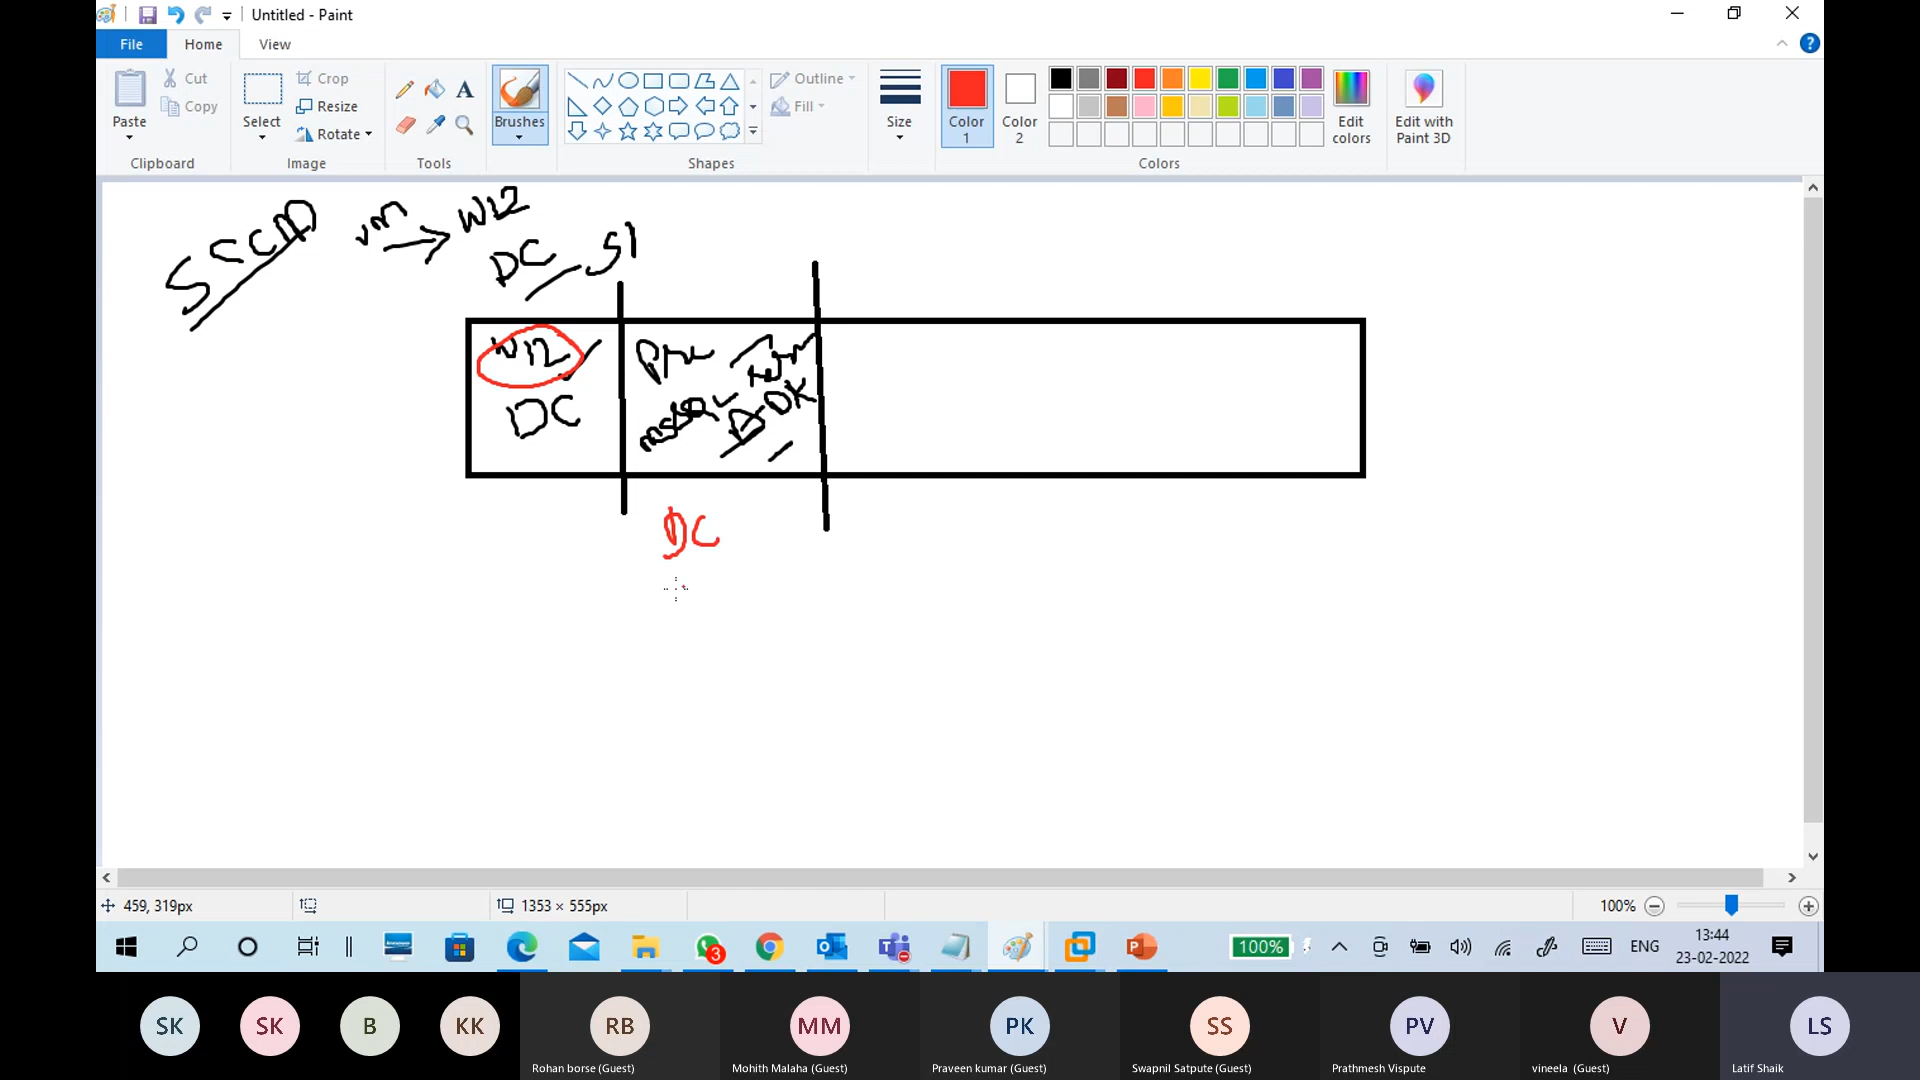 Untitled - Paint
File Home View
Paste
Cut
Copy
Clipboard
Select
Crop
Resize
Rotate
Image
A
Tools
Brushes
Outline
Fill
Shapes
Size
Color 1
Color 2
Colors
Edit colors
Edit with Paint 3D
SCCM
vm → W12
DC S1
W12
DC
DC
459, 319px
1353 × 555px
100%
100%
ENG
13:44
23-02-2022
3
SK
SK
B
KK
RB
Rohan borse (Guest)
MM
Mohith Malaha (Guest)
PK
Praveen kumar (Guest)
SS
Swapnil Satpute (Guest)
PV
Prathmesh Vispute
V
vineela (Guest)
LS
Latif Shaik